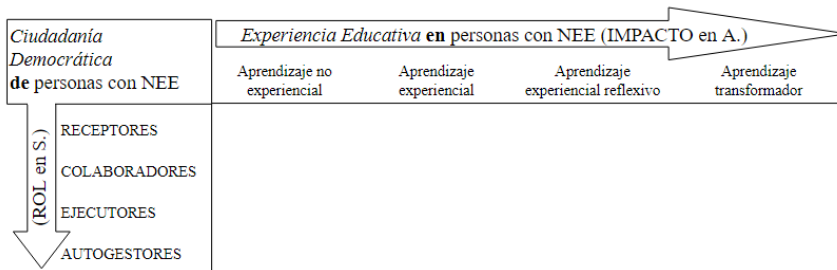 Ciudadanía
Democrática
de personas con NEE
Experiencia Educativa en personas con NEE (IMPACTO en A.)
Aprendizaje no
experiencial
Aprendizaje
experiencial
Aprendizaje
experiencial reflexivo
Aprendizaje
transformador
(ROL en S.)
RECEPTORES
COLABORADORES
EJECUTORES
AUTOGESTORES